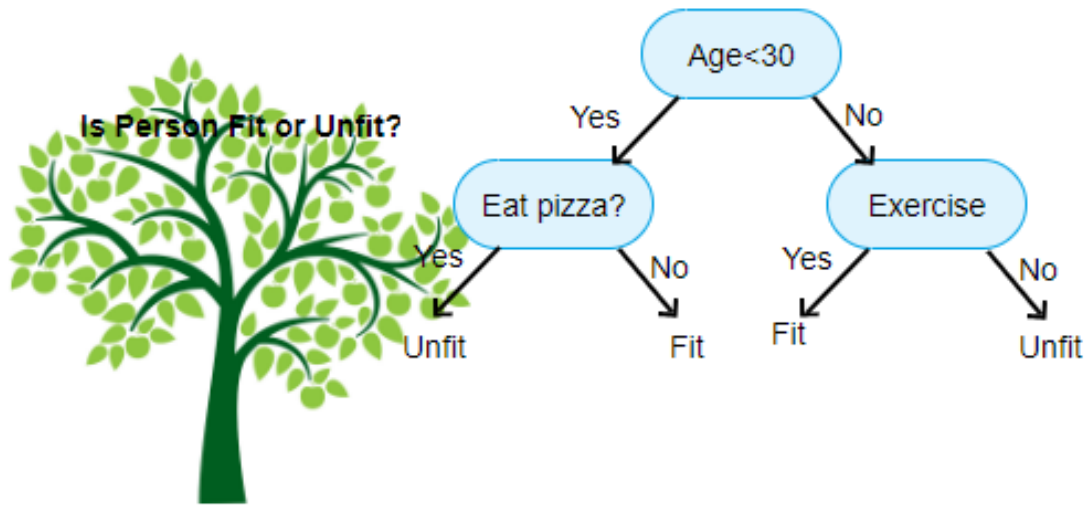 Is Person Fit or Unfit?
Age<30
Yes
No
Eat pizza?
Exercise
Yes
No
Yes
No
Unfit
Fit
Fit
Unfit